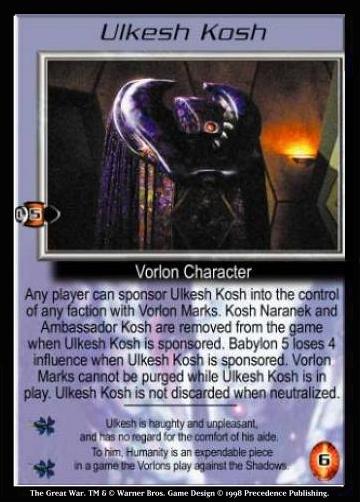 Ulkesh Kosh
5
Vorlon Character
Any player can sponsor Ulkesh Kosh into the control
of any faction with Vorlon Marks. Kosh Naranek and
Ambassador Kosh are removed from the game
when Ulkesh Kosh is sponsored. Babylon 5 loses 4
influence when Ulkesh Kosh is sponsored. Vorlon
Marks cannot be purged while Ulkesh Kosh is in
play. Ulkesh Kosh is not discarded when neutralized.
Ulkesh is haughty and unpleasant,
and has no regard for the comfort of his aide.
To him, Humanity is an expendable piece
in a game the Vorlons play against the Shadows.
6
The Great War. TM & © Warner Bros. Game Design © 1998 Precedence Publishing.